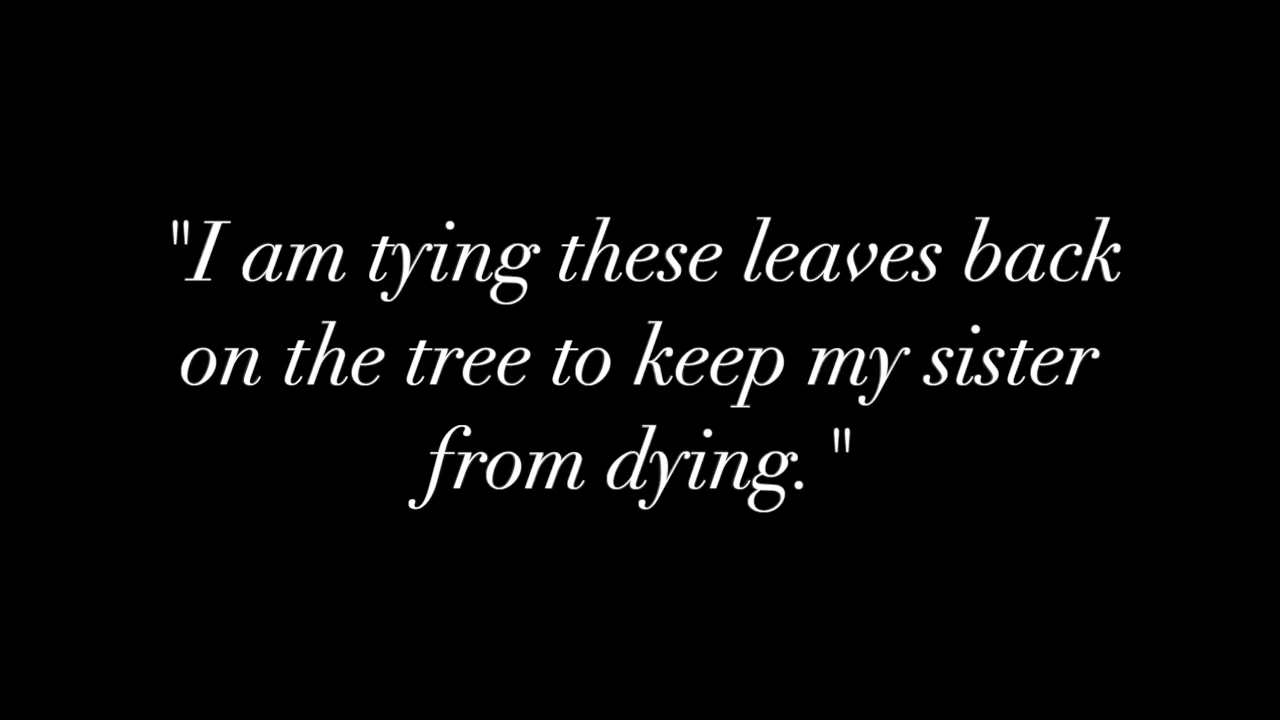 "I am tying these leaves back
on the tree to keep my sister
from dying. "